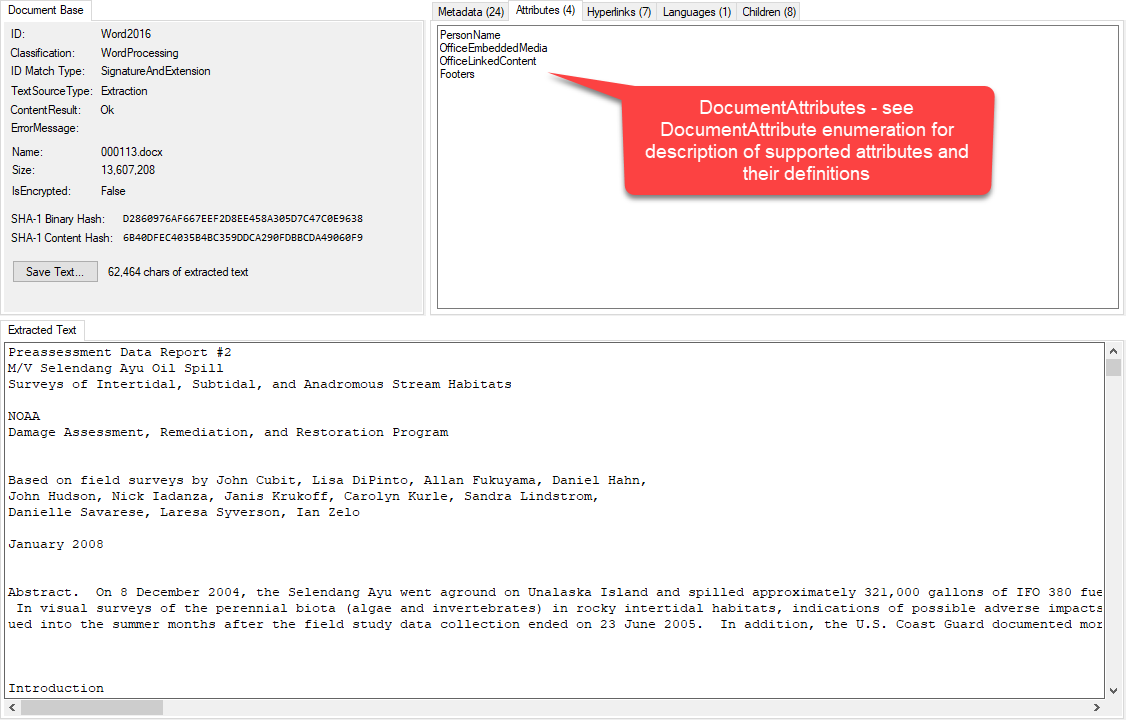 Document Base
ID: Word2016
Classification: WordProcessing
ID Match Type: SignatureAndExtension
TextSourceType: Extraction
ContentResult: Ok
ErrorMessage:
Name: 000113.docx
Size: 13,607,208
IsEncrypted: False
SHA-1 Binary Hash: D2860976AF667EEF2D8EE458A305D7C47C0E9638
SHA-1 Content Hash: 6B40DFEC4035B4BC359DDCA290FDBBCDA49060F9
Save Text... 62,464 chars of extracted text
Metadata (24) Attributes (4) Hyperlinks (7) Languages (1) Children (8)
PersonName
OfficeEmbeddedMedia
OfficeLinkedContent
Footers
DocumentAttributes - see
DocumentAttribute enumeration for
description of supported attributes and
their definitions
Extracted Text
Preassessment Data Report #2
M/V Selendang Ayu Oil Spill
Surveys of Intertidal, Subtidal, and Anadromous Stream Habitats
NOAA
Damage Assessment, Remediation, and Restoration Program
Based on field surveys by John Cubit, Lisa DiPinto, Allan Fukuyama, Daniel Hahn,
John Hudson, Nick Iadanza, Janis Krukoff, Carolyn Kurle, Sandra Lindstrom,
Danielle Savarese, Laresa Syverson, Ian Zelo
January 2008
Abstract.  On 8 December 2004, the Selendang Ayu went aground on Unalaska Island and spilled approximately 321,000 gallons of IFO 380 fue
In visual surveys of the perennial biota (algae and invertebrates) in rocky intertidal habitats, indications of possible adverse impacts
ued into the summer months after the field study data collection ended on 23 June 2005.  In addition, the U.S. Coast Guard documented mor
Introduction